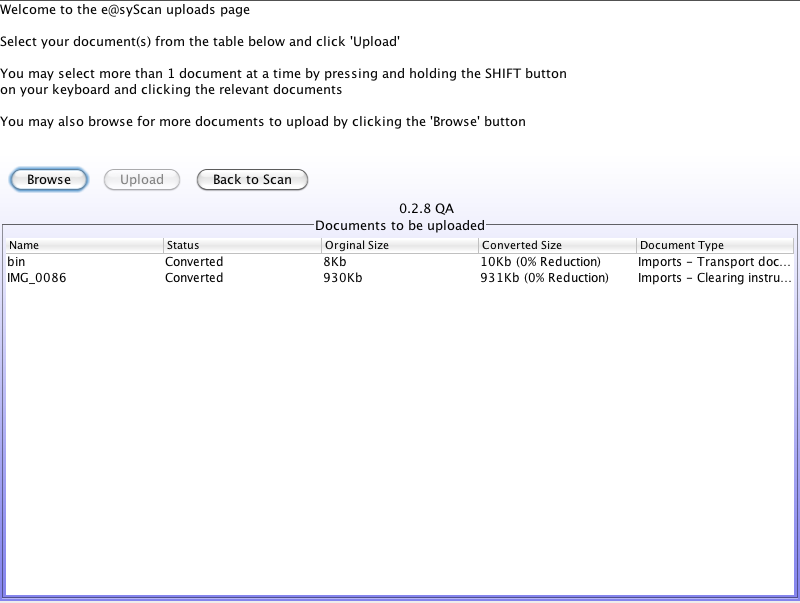 Welcome to the e@syScan uploads page
Select your document(s) from the table below and click 'Upload'
You may select more than 1 document at a time by pressing and holding the SHIFT button
on your keyboard and clicking the relevant documents
You may also browse for more documents to upload by clicking the 'Browse' button
Browse Upload Back to Scan
0.2.8 QA
Documents to be uploaded
Name Status Orginal Size Converted Size Document Type
bin Converted 8Kb 10Kb (0% Reduction) Imports - Transport doc...
IMG_0086 Converted 930Kb 931Kb (0% Reduction) Imports - Clearing instru...